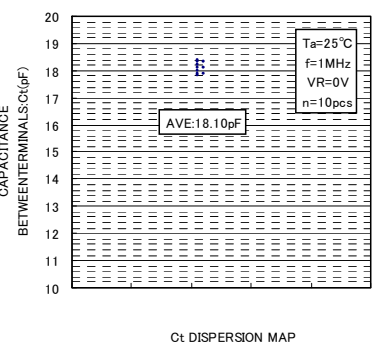 CAPACITANCE
BETWEENTERMINALS:Ct(pF)
20
19
18
17
16
15
14
13
12
11
10
Ta=25°C
f=1MHz
VR=0V
n=10pcs
AVE:18.10pF
Ct DISPERSION MAP